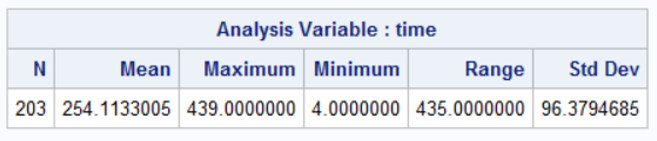 Analysis Variable : time
N Mean Maximum Minimum Range Std Dev
203 254.1133005 439.0000000 4.0000000 435.0000000 96.3794685